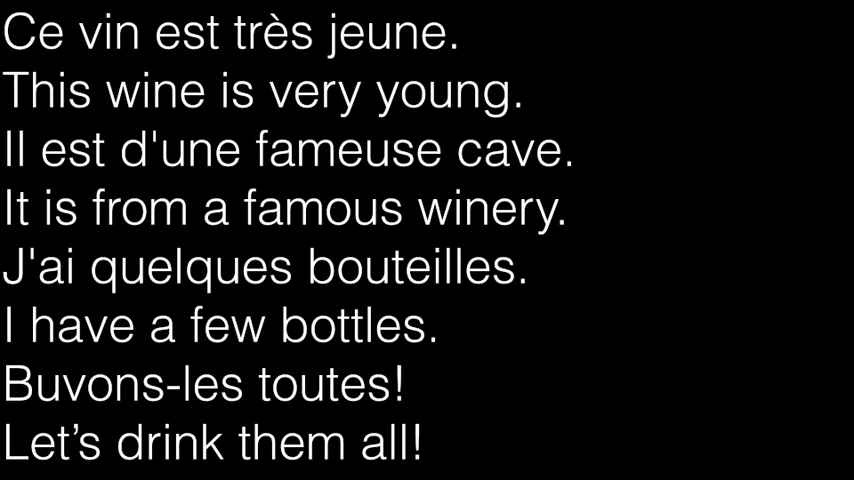 Ce vin est très jeune.
This wine is very young.
Il est d'une fameuse cave.
It is from a famous winery.
J'ai quelques bouteilles.
I have a few bottles.
Buvons-les toutes!
Let’s drink them all!